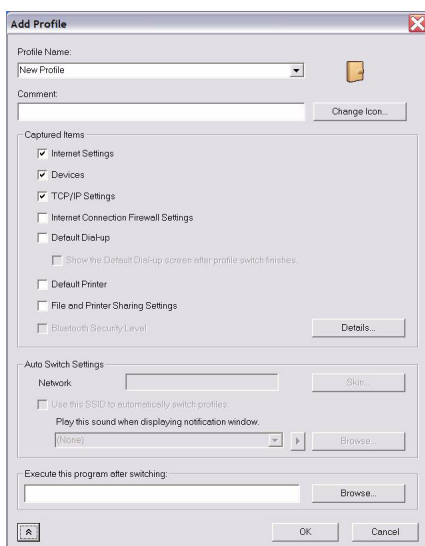 Add Profile
Profile Name:
New Profile
Comment:
Change Icon...
Captured Items
Internet Settings
Devices
TCP/IP Settings
Internet Connection Firewall Settings
Default Dial-up
Show the Default Dial-up screen after profile switch finishes.
Default Printer
File and Printer Sharing Settings
Bluetooth Security Level
Details...
Auto Switch Settings
Network
Skin...
Use this SSID to automatically switch profiles.
Play this sound when displaying notification window.
(None)
Browse...
Execute this program after switching:
Browse...
OK
Cancel